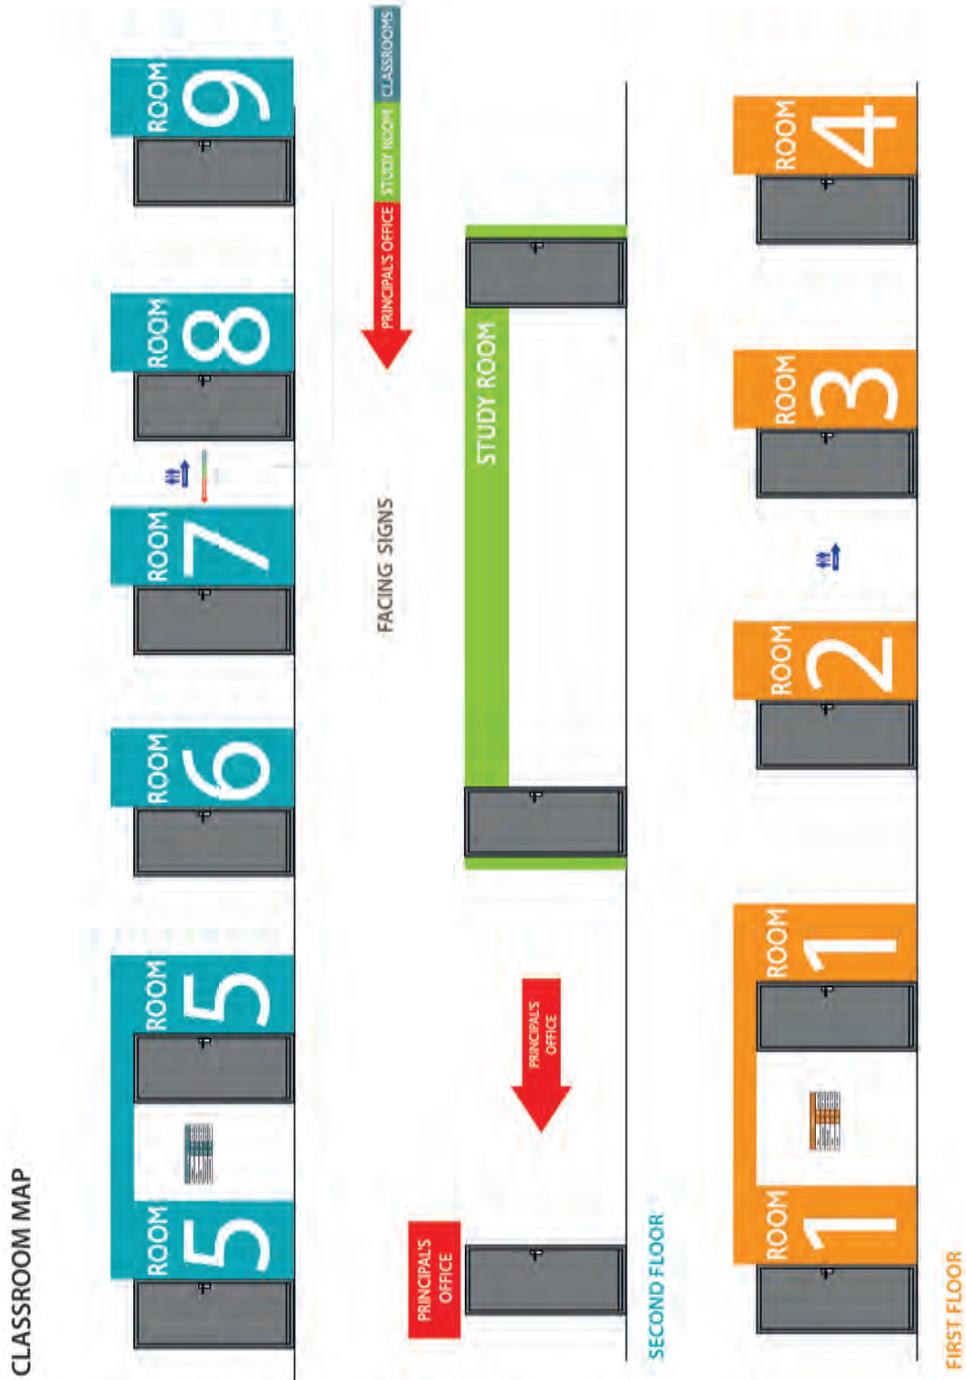 CLASSROOM MAP
ROOM
5
ROOM
5
ROOM
6
ROOM
7
ROOM
8
ROOM
9
FACING SIGNS
PRINCIPAL'S OFFICE STUDY ROOM CLASSROOMS
PRINCIPAL'S
OFFICE
PRINCIPAL'S
OFFICE
STUDY ROOM
SECOND FLOOR
ROOM
1
ROOM
1
ROOM
2
ROOM
3
ROOM
4
FIRST FLOOR